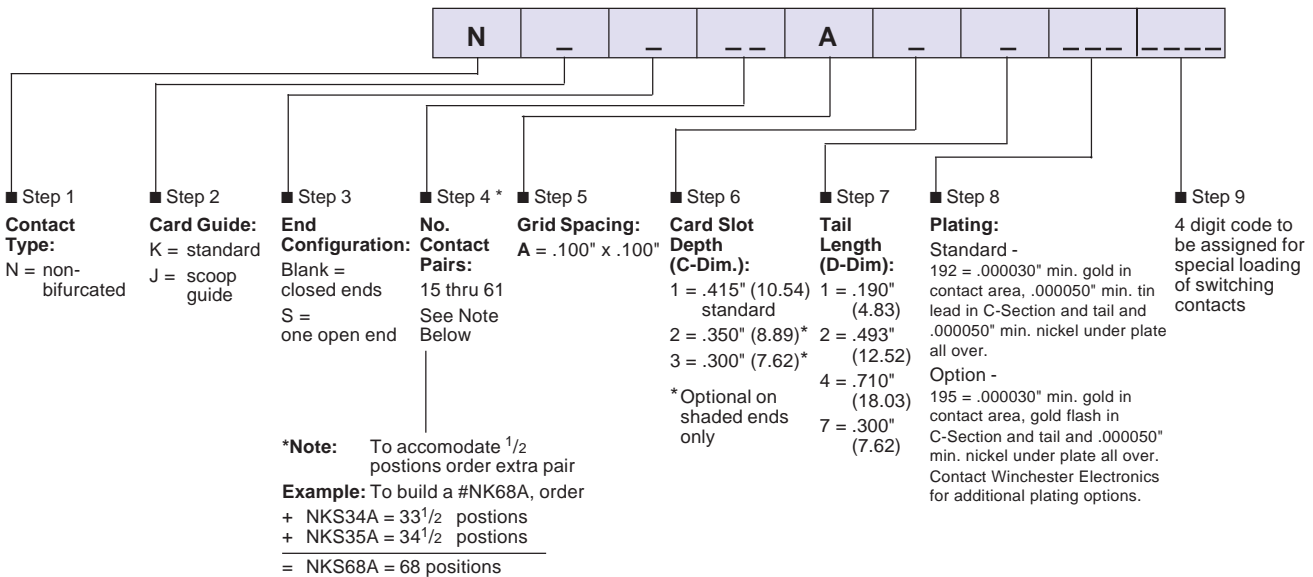 N _ _ _ _ A _ _ _ _ _ _ _ _ _
■ Step 1
Contact
Type:
N = non-
bifurcated
■ Step 2
Card Guide:
K = standard
J = scoop
guide
■ Step 3
End
Configuration:
Blank =
closed ends
S =
one open end
■ Step 4 *
No.
Contact
Pairs:
15 thru 61
See Note
Below
*Note: To accomodate 1/2
postions order extra pair
Example: To build a #NK68A, order
+ NKS34A = 33 1/2 postions
+ NKS35A = 34 1/2 postions
= NKS68A = 68 positions
■ Step 5
Grid Spacing:
A = .100" x .100"
■ Step 6
Card Slot
Depth
(C-Dim.):
1 = .415" (10.54)
standard
2 = .350" (8.89)*
3 = .300" (7.62)*
*Optional on
shaded ends
only
■ Step 7
Tail
Length
(D-Dim):
1 = .190"
(4.83)
2 = .493"
(12.52)
4 = .710"
(18.03)
7 = .300"
(7.62)
■ Step 8
Plating:
Standard -
192 = .000030" min. gold in
contact area, .000050" min. tin
lead in C-Section and tail and
.000050" min. nickel under plate
all over.
Option -
195 = .000030" min. gold in
contact area, gold flash in
C-Section and tail and .000050"
min. nickel under plate all over.
Contact Winchester Electronics
for additional plating options.
■ Step 9
4 digit code to
be assigned for
special loading
of switching
contacts